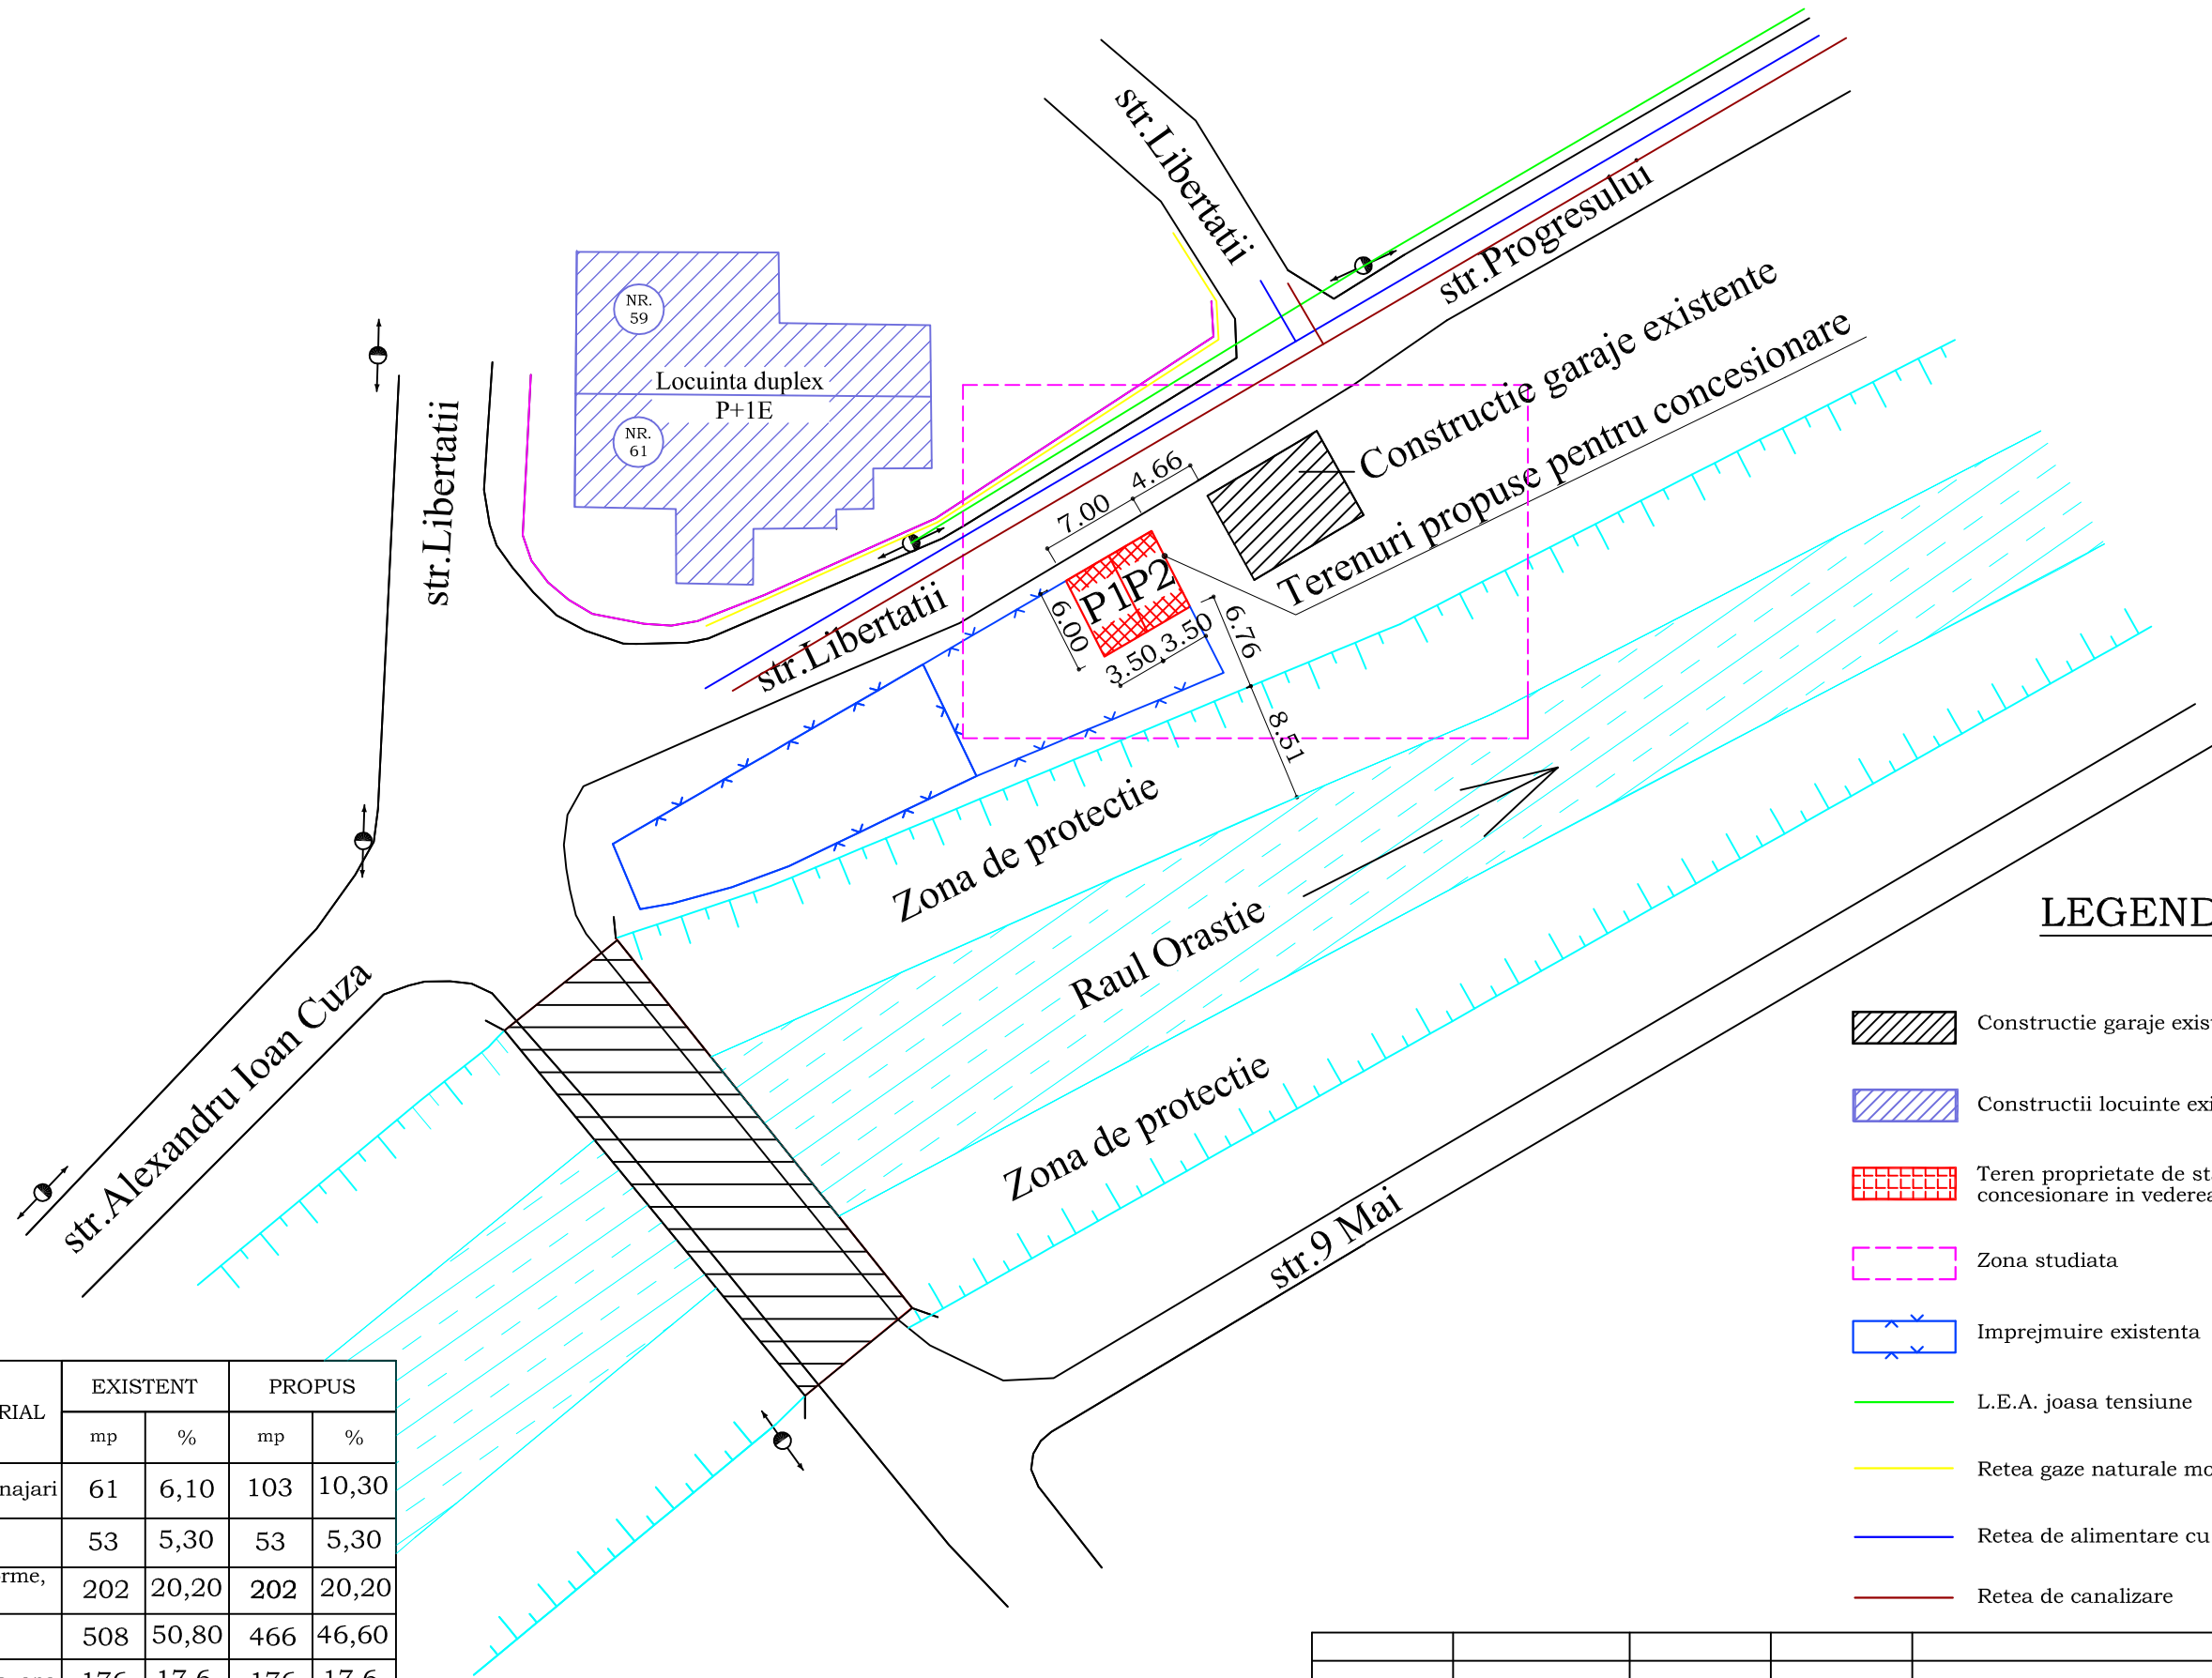 str.Libertatii
str.Progresului
NR.
59
Locuinta duplex
P+1E
NR.
61
str.Libertatii
Constructie garaje existente
Terenuri propuse pentru concesionare
4.66
7.00
P1
P2
6.00
3.50
3.50
6.76
8.51
str.Libertatii
Zona de protectie
Raul Orastie
Zona de protectie
str.Alexandru Ioan Cuza
str.9 Mai
LEGEND
Constructie garaje exis
Constructii locuinte exi
Teren proprietate de st
concesionare in vederea
Zona studiata
Imprejmuire existenta
L.E.A. joasa tensiune
Retea gaze naturale mo
Retea de alimentare cu
Retea de canalizare
RIAL EXISTENT PROPUS
mp % mp %
najari 61 6,10 103 10,30
53 5,30 53 5,30
rme,
202 20,20 202 20,20
508 50,80 466 46,60
176 17,6 176 17,6